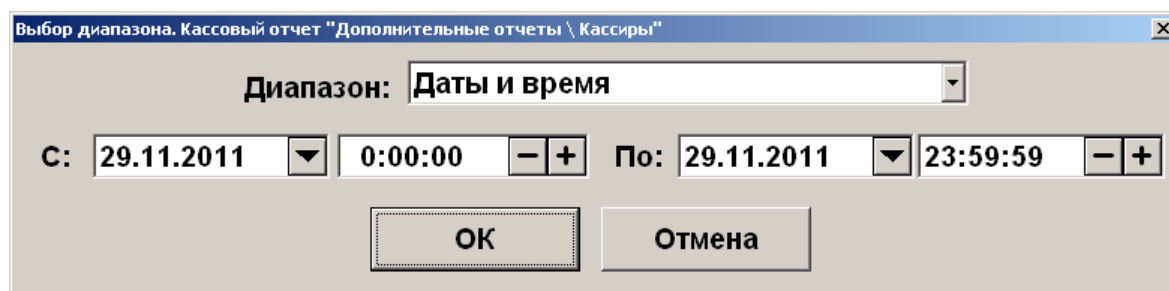 Выбор диапазона. Кассовый отчет "Дополнительные отчеты \ Кассиры"
Диапазон: Даты и время
С: 29.11.2011 0:00:00 − + По: 29.11.2011 23:59:59 − +
ОК Отмена